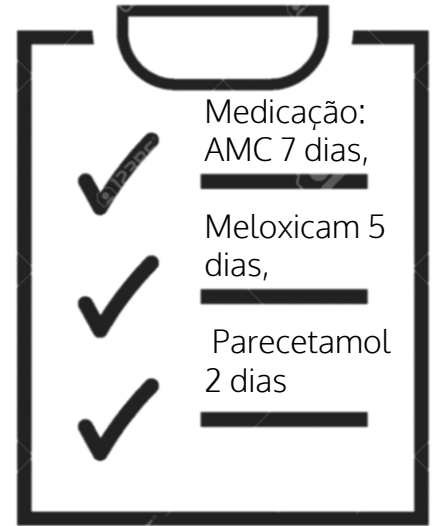 Medicação:
AMC 7 dias,
Meloxicam 5
dias,
Parecetamol
2 dias